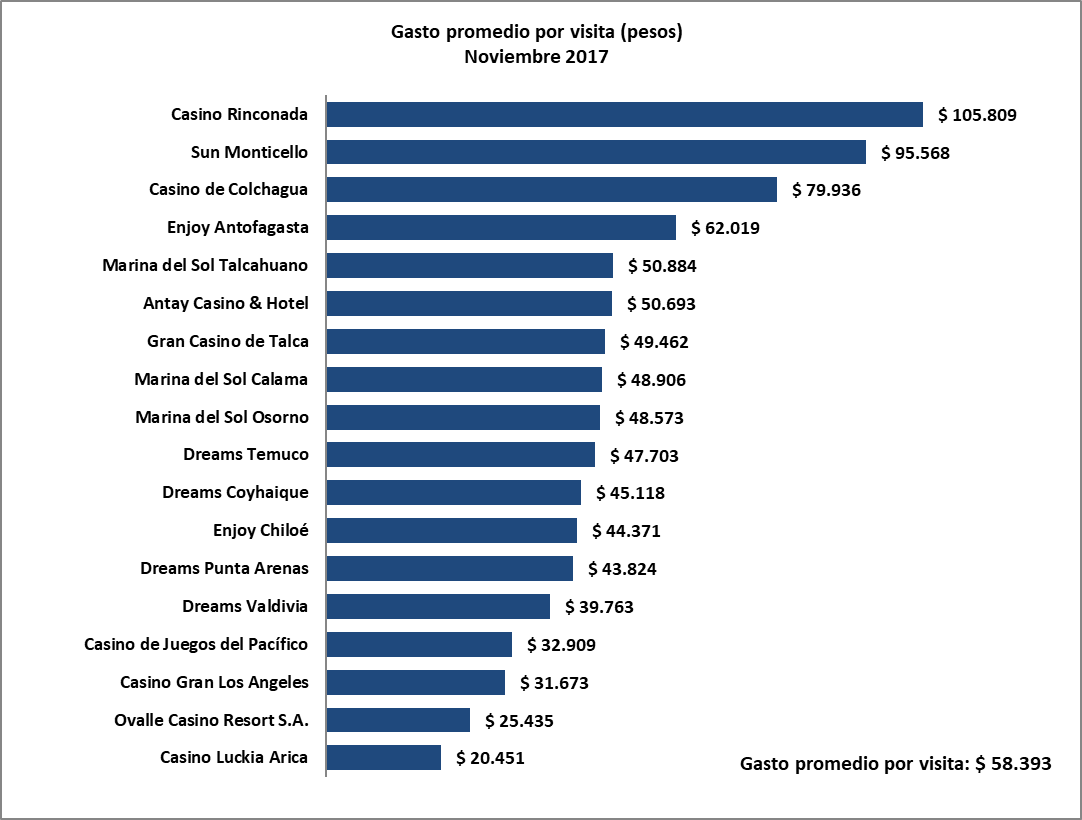 Gasto promedio por visita (pesos)
Noviembre 2017
Casino Rinconada $ 105.809
Sun Monticello $ 95.568
Casino de Colchagua $ 79.936
Enjoy Antofagasta $ 62.019
Marina del Sol Talcahuano $ 50.884
Antay Casino & Hotel $ 50.693
Gran Casino de Talca $ 49.462
Marina del Sol Calama $ 48.906
Marina del Sol Osorno $ 48.573
Dreams Temuco $ 47.703
Dreams Coyhaique $ 45.118
Enjoy Chiloé $ 44.371
Dreams Punta Arenas $ 43.824
Dreams Valdivia $ 39.763
Casino de Juegos del Pacífico $ 32.909
Casino Gran Los Angeles $ 31.673
Ovalle Casino Resort S.A. $ 25.435
Casino Luckia Arica $ 20.451
Gasto promedio por visita: $ 58.393